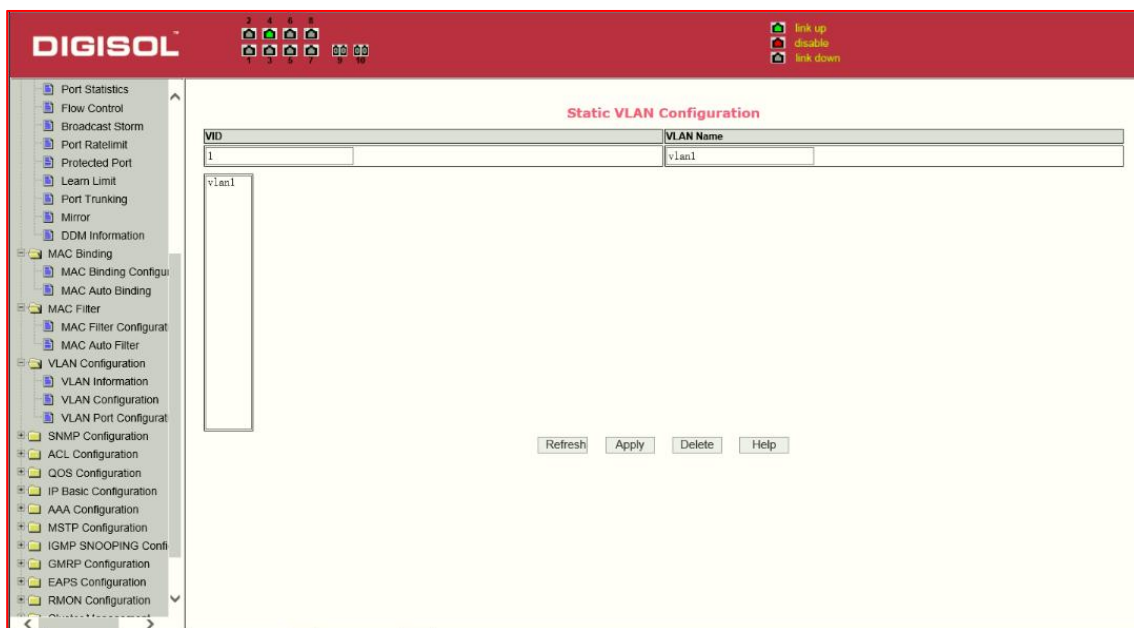 DIGISOL
2 4 6 8
1 3 5 7 9 10
link up
disable
link down
Port Statistics
Flow Control
Broadcast Storm
Port Ratelimit
Protected Port
Learn Limit
Port Trunking
Mirror
DDM Information
MAC Binding
MAC Binding Configu
MAC Auto Binding
MAC Filter
MAC Filter Configurat
MAC Auto Filter
VLAN Configuration
VLAN Information
VLAN Configuration
VLAN Port Configurat
SNMP Configuration
ACL Configuration
QOS Configuration
IP Basic Configuration
AAA Configuration
MSTP Configuration
IGMP SNOOPING Confi
GMRP Configuration
EAPS Configuration
RMON Configuration
Static VLAN Configuration
VID VLAN Name
1 vlan1
vlan1
Refresh Apply Delete Help